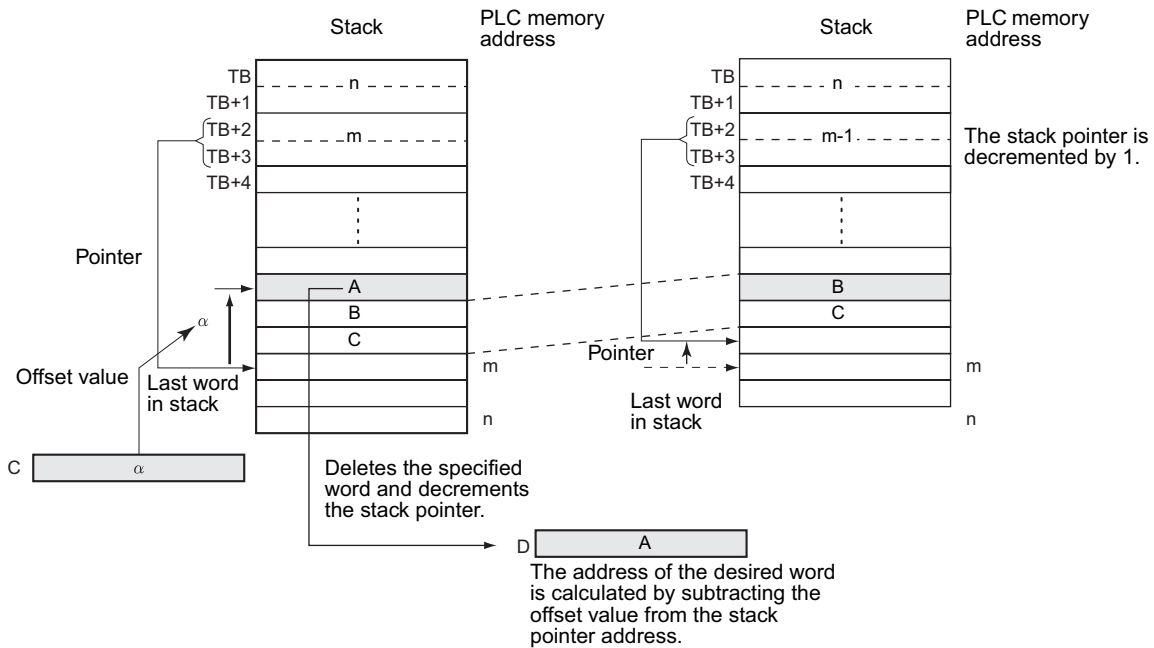 Stack
PLC memory
address
TB
n
TB+1
TB+2
m
TB+3
TB+4
Pointer
A
B
α
C
Offset value
Last word
in stack
m
n
C
α
Deletes the specified
word and decrements
the stack pointer.
D
A
The address of the desired word
is calculated by subtracting the
offset value from the stack
pointer address.
Stack
PLC memory
address
TB
n
TB+1
TB+2
m-1
TB+3
TB+4
The stack pointer is
decremented by 1.
B
C
Pointer
m
Last word
in stack
n